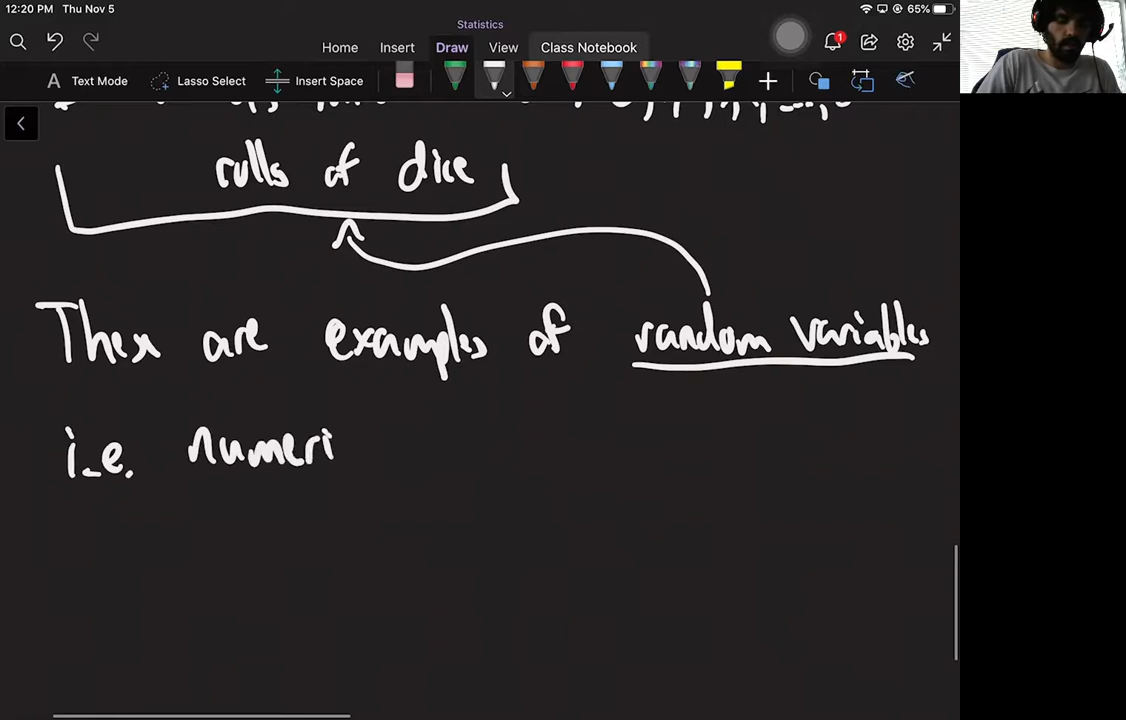 12:20 PM Thu Nov 5
65%
Statistics
Home Insert Draw View Class Notebook
1
Text Mode Lasso Select Insert Space
rolls of dice
These are examples of random variables
i.e. numeri